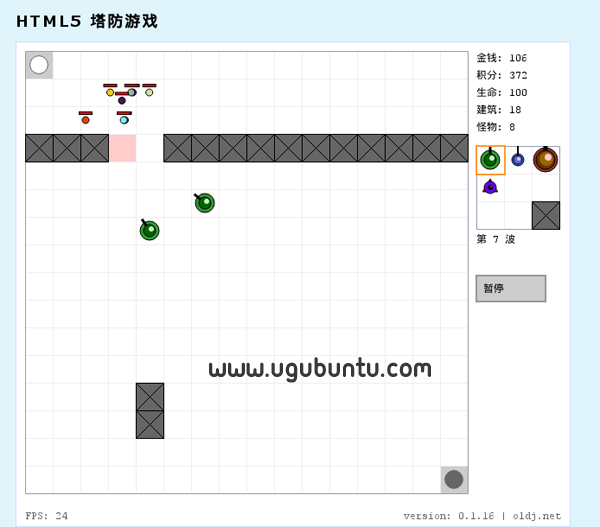 HTML5 塔防游戏
金钱: 106
积分: 372
生命: 100
建筑: 18
怪物: 8
第 7 波
暂停
www.ugubuntu.com
FPS: 24
version: 0.1.16 | oldj.net